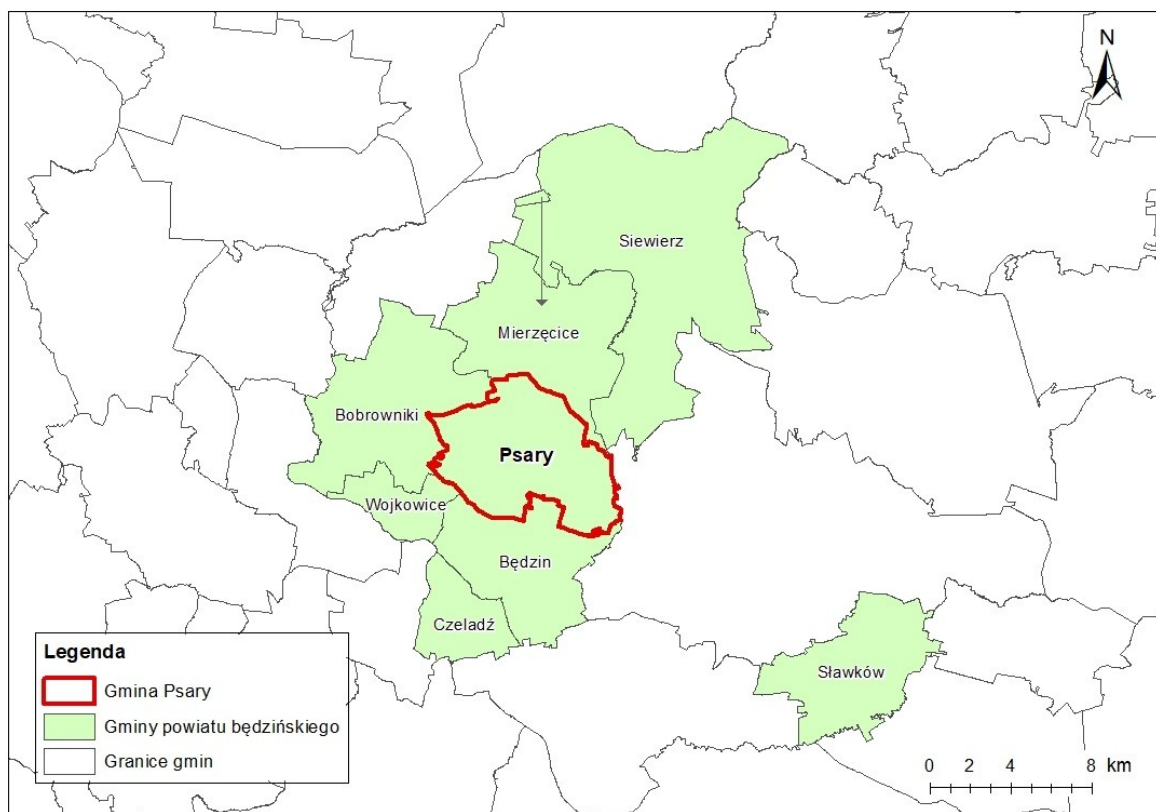 N
Siewierz
Mierzęcice
Bobrowniki
Psary
Wojkowice
Będzin
Czeladź
Sławków
Legenda
Gmina Psary
Gminy powiatu będzińskiego
Granice gmin
0 2 4 8 km